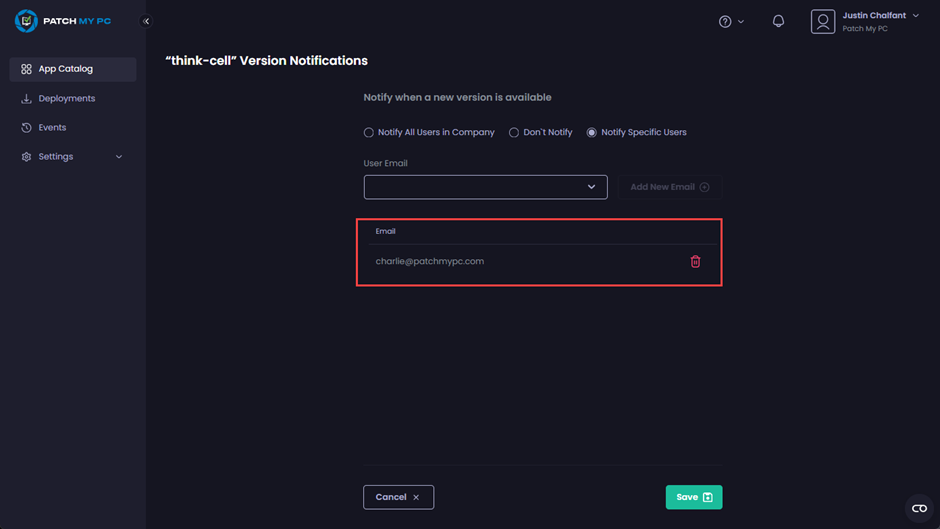 PATCH MY PC
Justin Chalfant
Patch My PC
App Catalog
Deployments
Events
Settings
“think-cell” Version Notifications
Notify when a new version is available
Notify All Users in Company
Don`t Notify
Notify Specific Users
User Email
Add New Email
Email
charlie@patchmypc.com
Cancel
Save